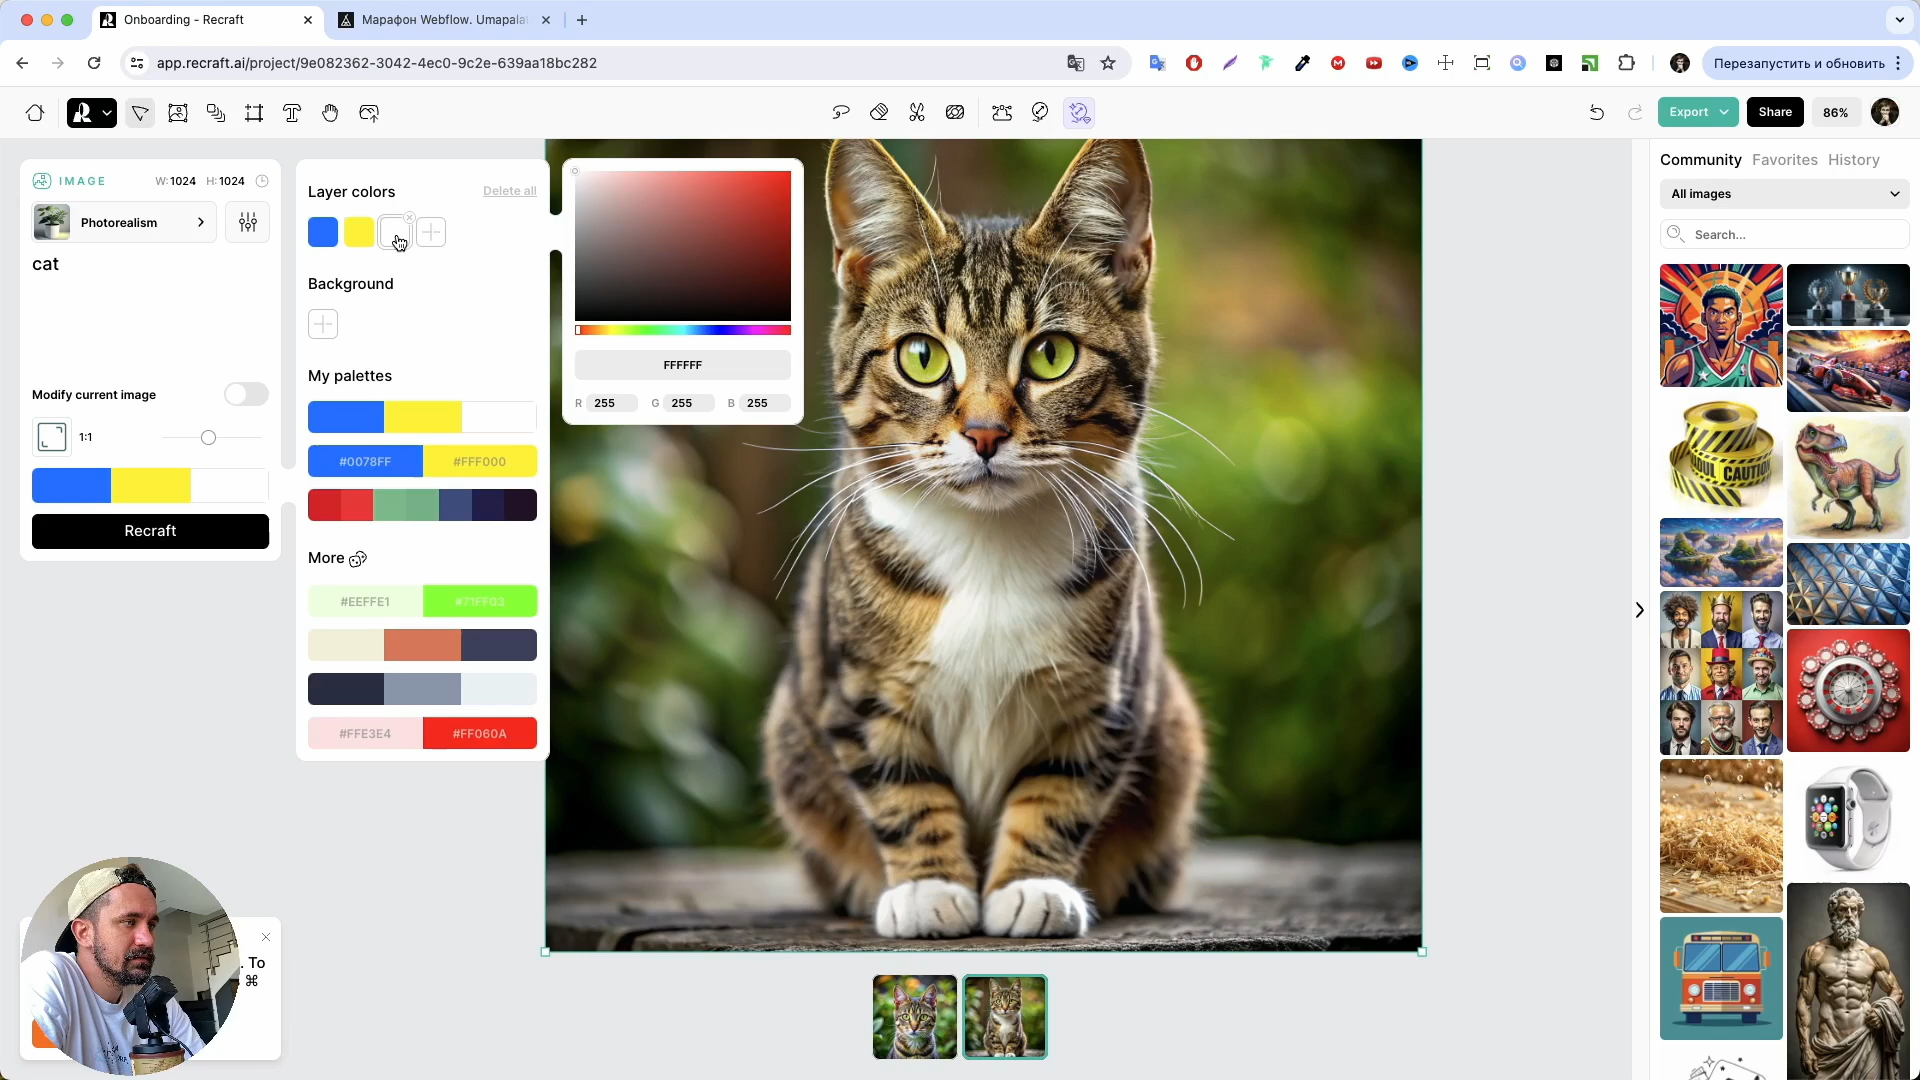 Onboarding - Recraft
Марафон Webflow. Umapala
app.recraft.ai/project/9e082362-3042-4ec0-9c2e-639aa18bc282
Перезапустить и обновить
Export
Share
86%
IMAGE
W:1024 H:1024
Photorealism
cat
Modify current image
1:1
Recraft
Layer colors
Delete all
Background
My palettes
#0078FF
#FFF000
More
#EEFFE1
#71FF03
#FFE3E4
#FF060A
FFFFFF
R 255 G 255 B 255
. To
⌘
Community Favorites History
All images
Search...
CAUTION